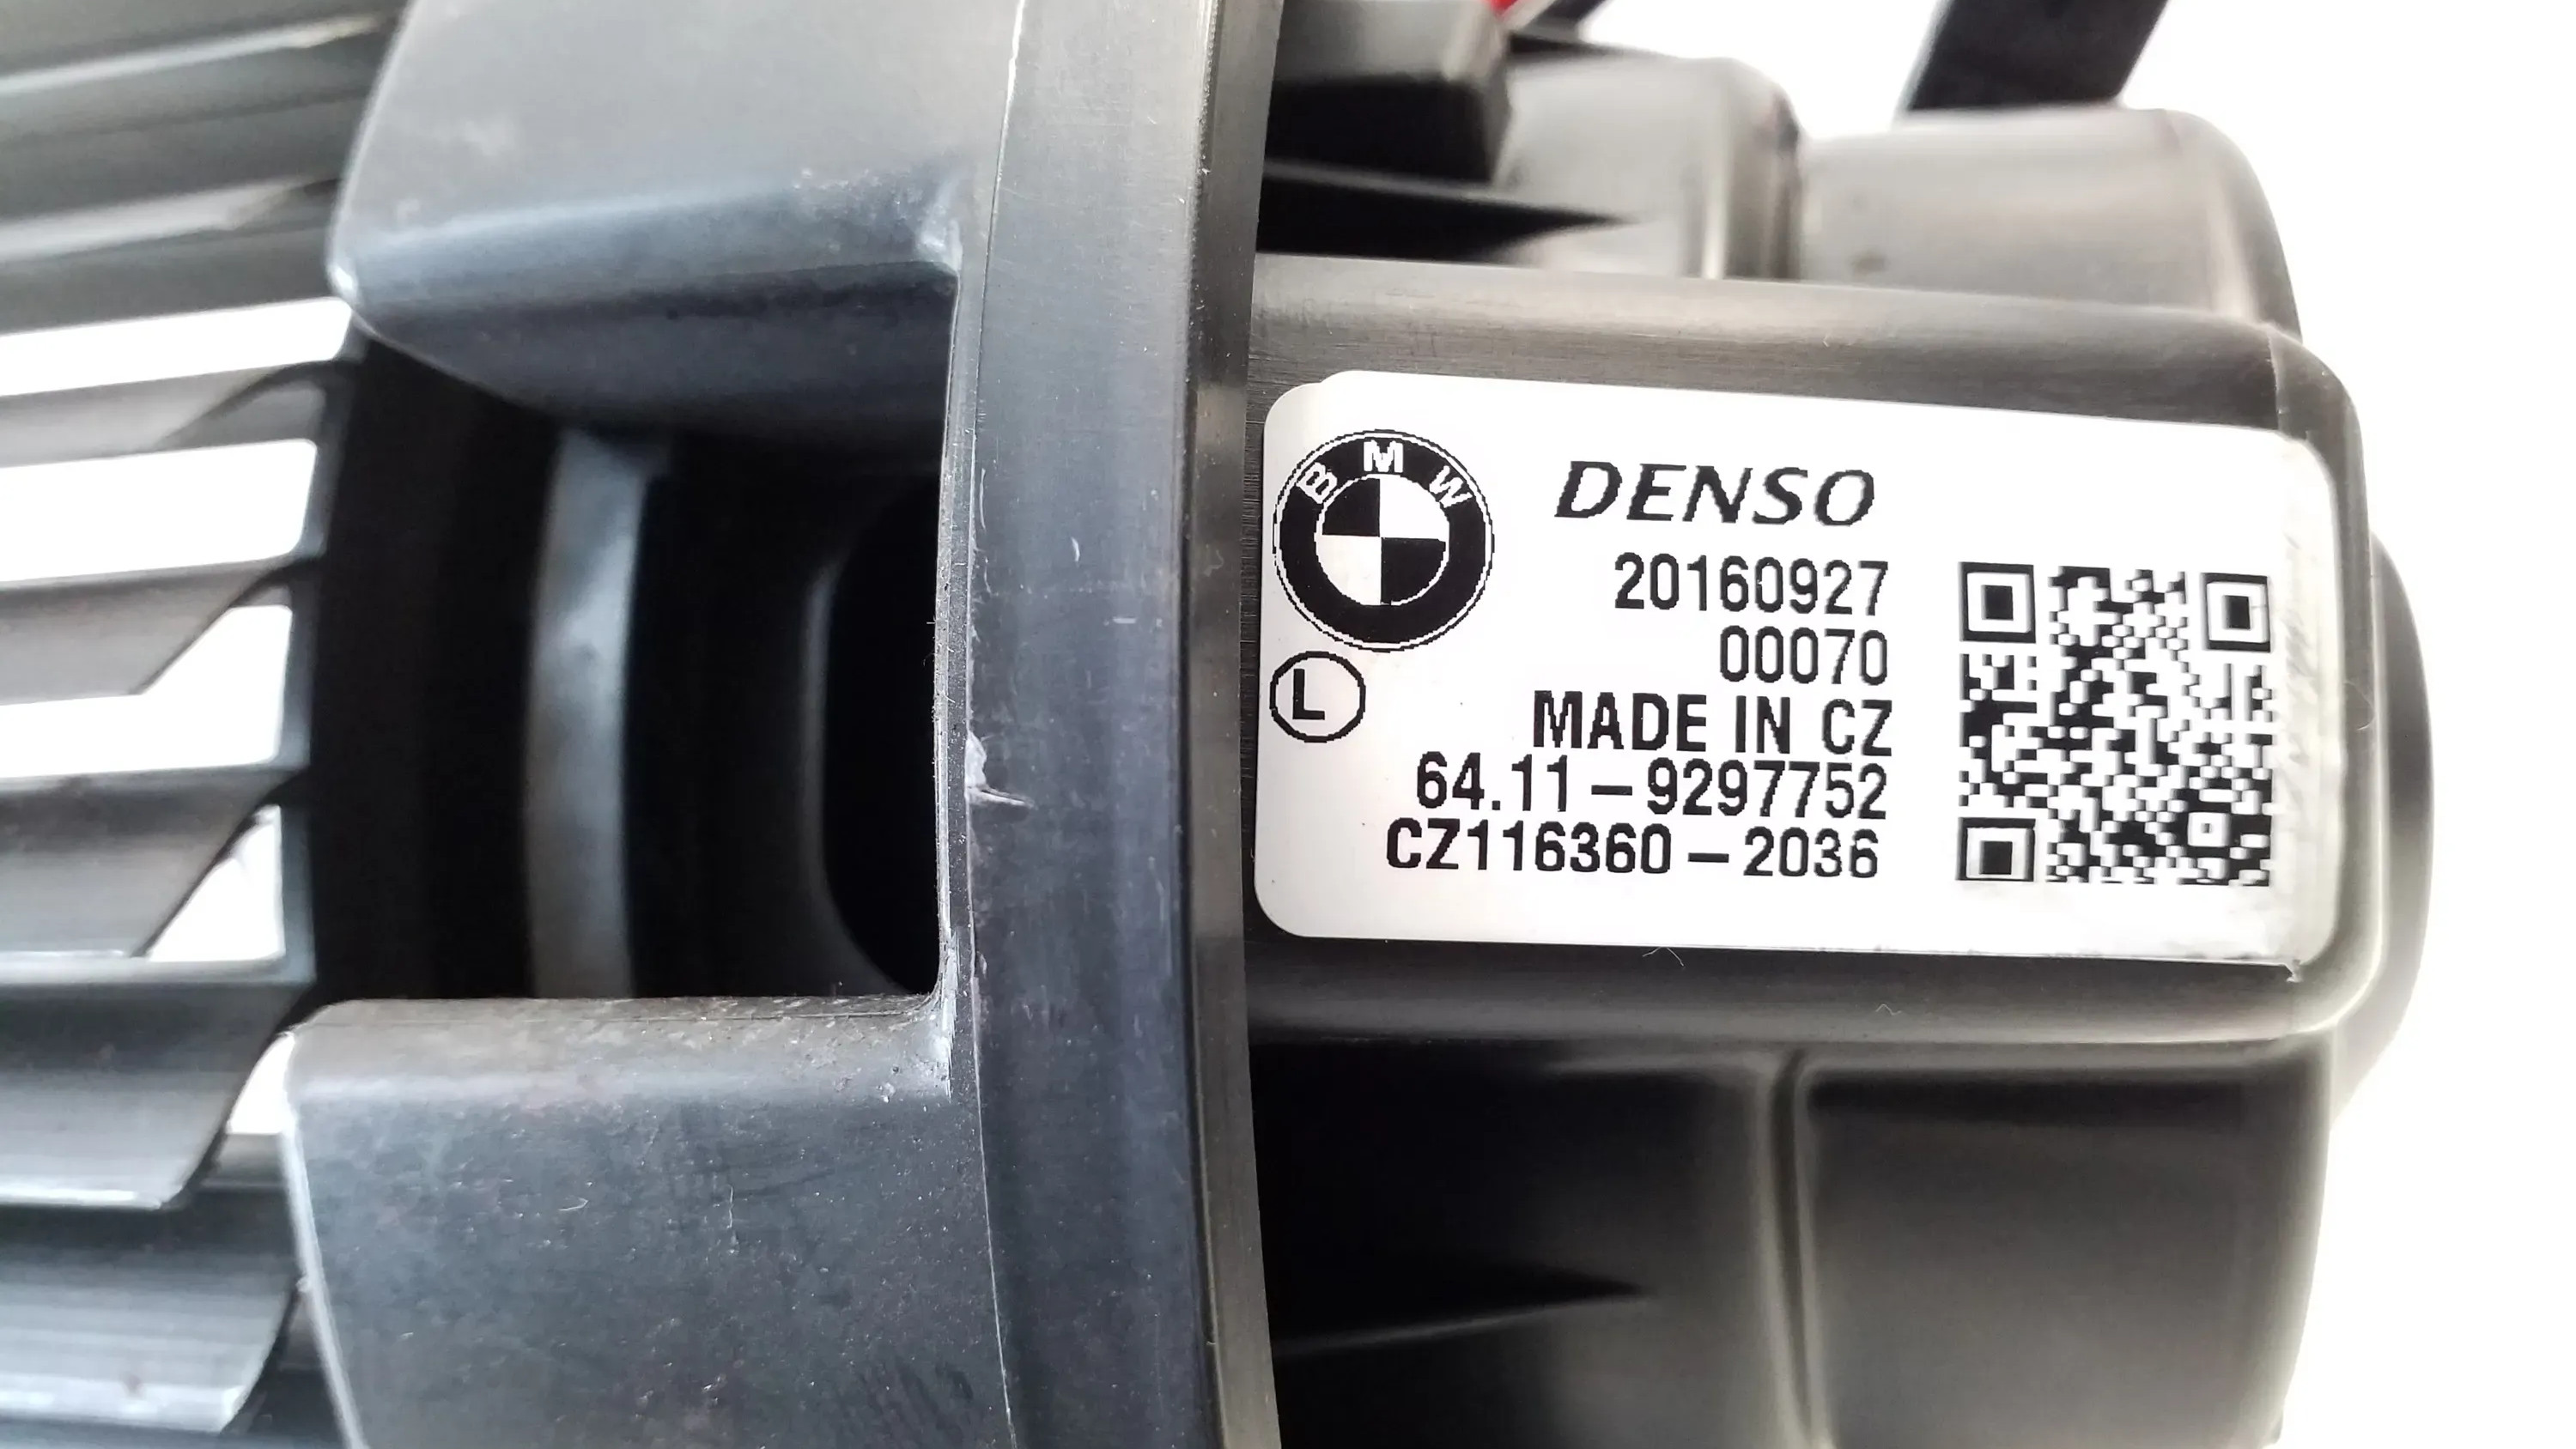 BMW
DENSO
20160927
00070
L
MADE IN CZ
64.11-9297752
CZ116360-2036